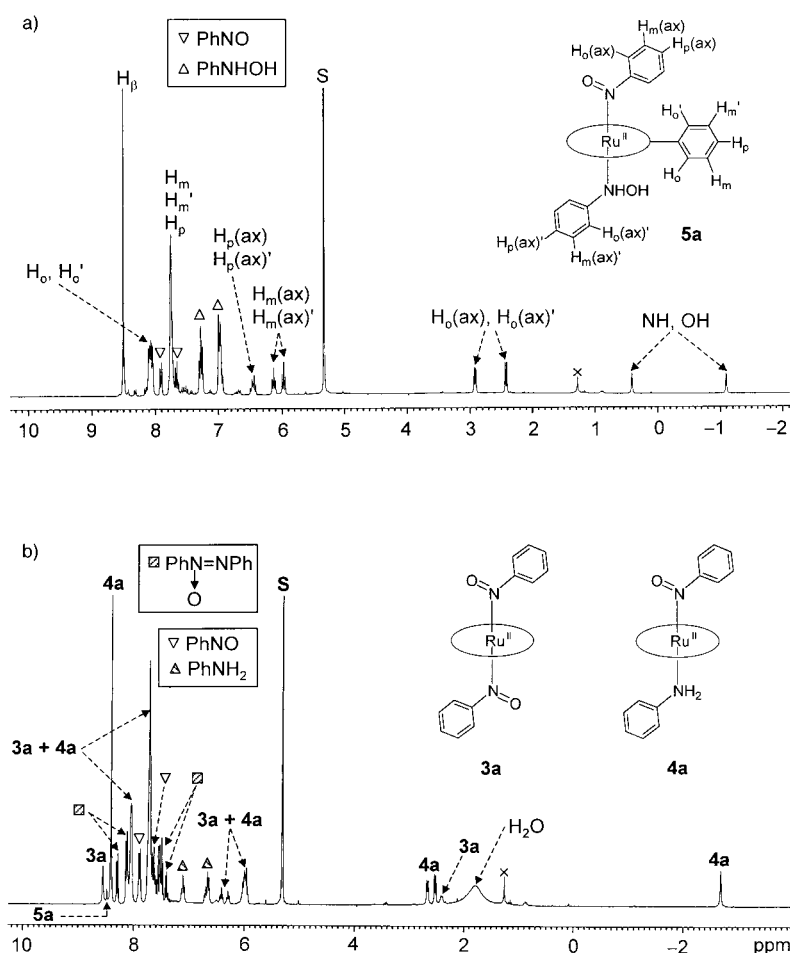 a)
▽ PhNO
△ PhNHOH
Hβ
S
Hm
Hm'
Hp
Ho, Ho'
Hp(ax)
Hp(ax)'
Hm(ax)
Hm(ax)'
Ho(ax), Ho(ax)'
NH, OH
×
Hm(ax)
Ho(ax)
Hp(ax)
O
N
Ho'
Hm'
RuII
Hp
Ho
Hm
NHOH
Hp(ax)'
Ho(ax)'
Hm(ax)'
5a
10 9 8 7 6 5 4 3 2 1 0 −1 ppm −2
b)
PhN=NPh
O
▽ PhNO
△ PhNH2
4a
S
3a + 4a
3a
5a
3a + 4a
4a
3a
H2O
×
4a
O
N
RuII
N
O
3a
O
N
RuII
NH2
4a
10 8 6 4 2 0 −2 ppm